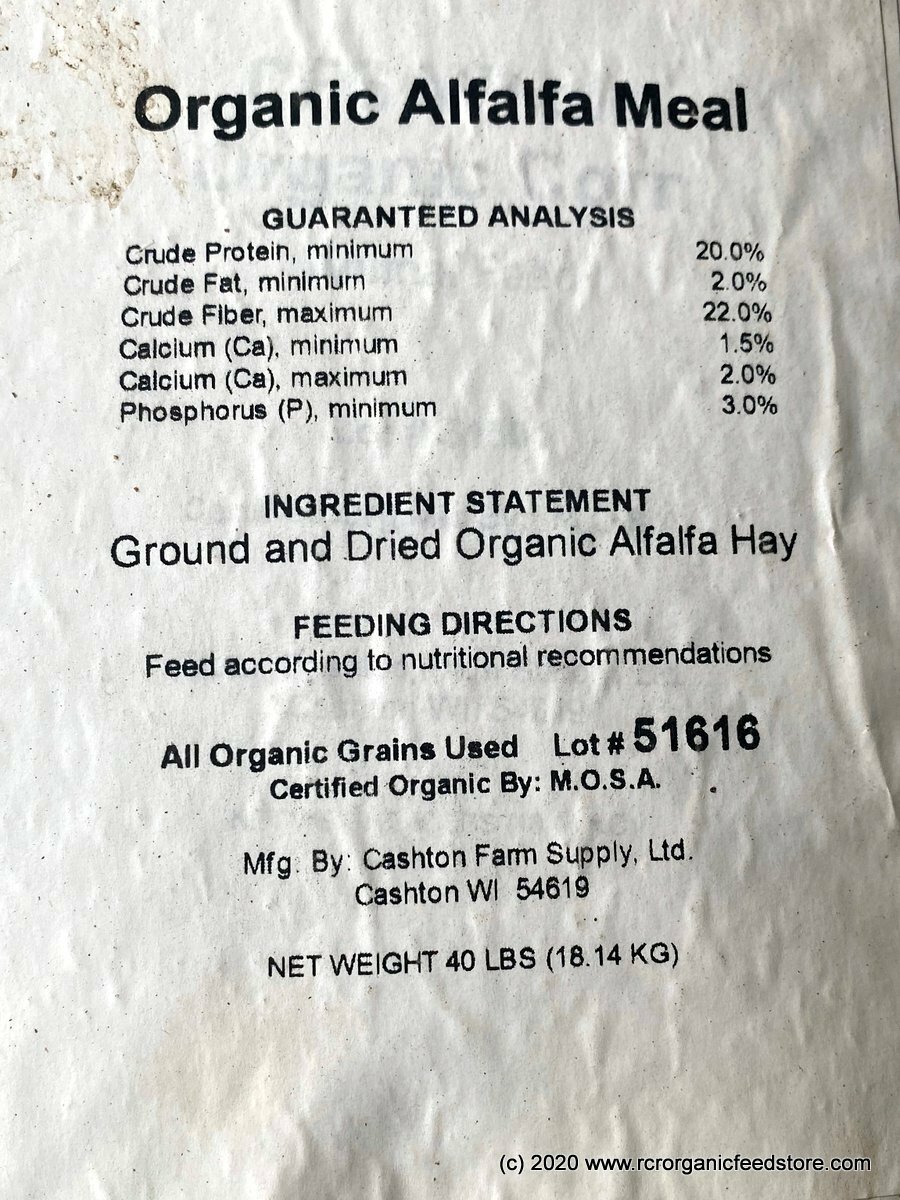 Organic Alfalfa Meal
GUARANTEED ANALYSIS
Crude Protein, minimum 20.0%
Crude Fat, minimum 2.0%
Crude Fiber, maximum 22.0%
Calcium (Ca), minimum 1.5%
Calcium (Ca), maximum 2.0%
Phosphorus (P), minimum 3.0%
INGREDIENT STATEMENT
Ground and Dried Organic Alfalfa Hay
FEEDING DIRECTIONS
Feed according to nutritional recommendations
All Organic Grains Used Lot # 51616
Certified Organic By: M.O.S.A.
Mfg. By: Cashton Farm Supply, Ltd.
Cashton WI 54619
NET WEIGHT 40 LBS (18.14 KG)
(c) 2020 www.rcrorganicfeedstore.com